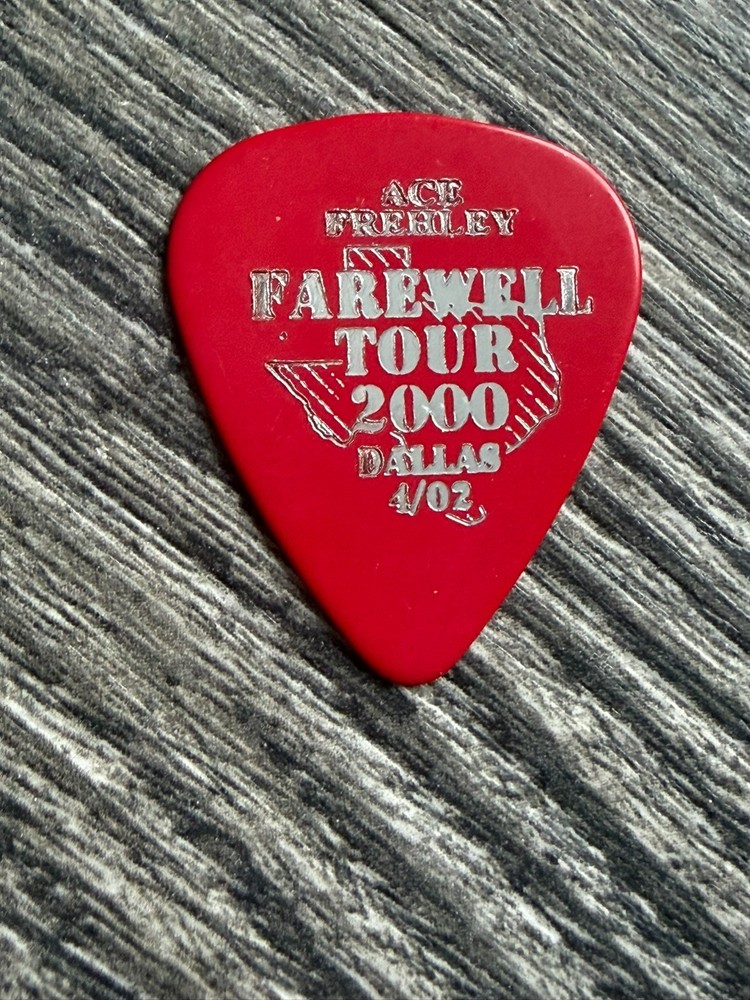 ACE
FREHLEY
FAREWELL
TOUR
2000
DALLAS
4/02